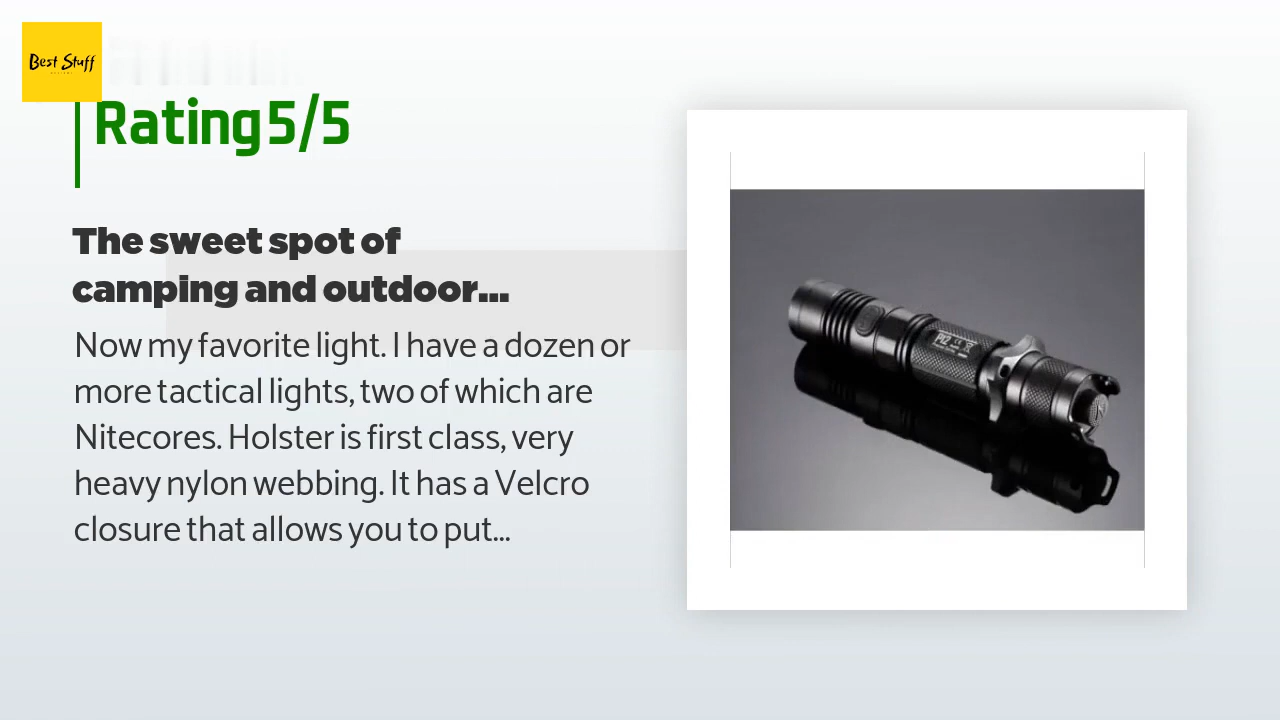 Best Stuff
Rating 5/5
The sweet spot of
camping and outdoor...
Now my favorite light. I have a dozen or
more tactical lights, two of which are
Nitecores. Holster is first class, very
heavy nylon webbing. It has a Velcro
closure that allows you to put...
P12